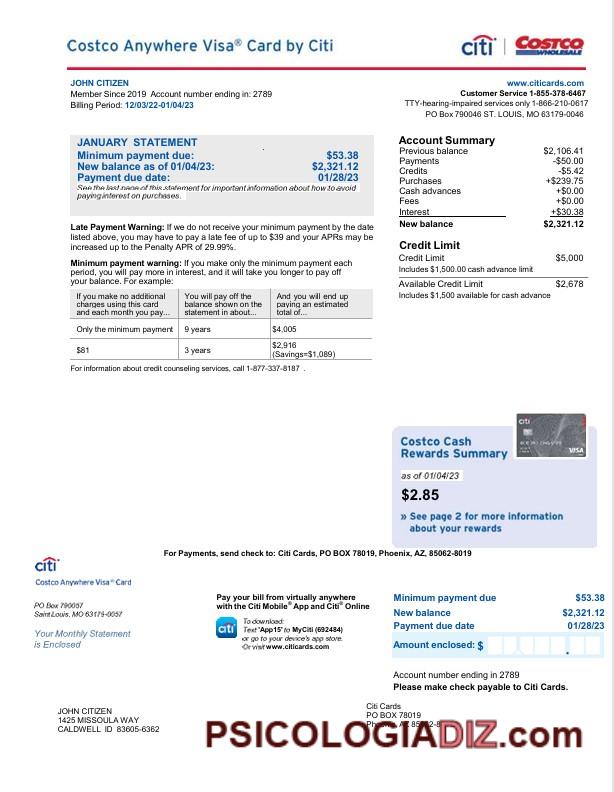 Costco Anywhere Visa® Card by Citi
citi
COSTCO
WHOLESALE
JOHN CITIZEN
Member Since 2019 Account number ending in: 2789
Billing Period: 12/03/22-01/04/23
www.citicards.com
Customer Service 1-855-378-6467
TTY-hearing-impaired services only 1-866-210-0617
PO Box 790046 ST. LOUIS, MO 63179-0046
JANUARY STATEMENT
Minimum payment due: $53.38
New balance as of 01/04/23: $2,321.12
Payment due date: 01/28/23
See the last page of this statement for important information about how to avoid
paying interest on purchases.
Late Payment Warning: If we do not receive your minimum payment by the date
listed above, you may have to pay a late fee of up to $39 and your APRs may be
increased up to the Penalty APR of 29.99%.
Minimum payment warning: If you make only the minimum payment each
period, you will pay more in interest, and it will take you longer to pay off
your balance. For example:
If you make no additional
charges using this card
and each month you pay...
You will pay off the
balance shown on the
statement in about...
And you will end up
paying an estimated
total of...
Only the minimum payment 9 years $4,005
$81 3 years $2,916
(Savings=$1,089)
For information about credit counseling services, call 1-877-337-8187 .
Account Summary
Previous balance $2,106.41
Payments -$50.00
Credits -$5.42
Purchases +$239.75
Cash advances +$0.00
Fees +$0.00
Interest +$30.38
New balance $2,321.12
Credit Limit
Credit Limit $5,000
Includes $1,500.00 cash advance limit
Available Credit Limit $2,678
Includes $1,500 available for cash advance
citi
VISA
Costco Cash
Rewards Summary
as of 01/04/23
$2.85
» See page 2 for more information
about your rewards
For Payments, send check to: Citi Cards, PO BOX 78019, Phoenix, AZ, 85062-8019
citi
Costco Anywhere Visa® Card
PO Box 790057
Saint Louis, MO 63179-0057
Your Monthly Statement
is Enclosed
Pay your bill from virtually anywhere
with the Citi Mobile® App and Citi® Online
citi
To download:
Text 'App15' to MyCiti (692484)
or go to your device's app store.
Or visit www.citicards.com
Minimum payment due $53.38
New balance $2,321.12
Payment due date 01/28/23
Amount enclosed: $ .
Account number ending in 2789
Please make check payable to Citi Cards.
JOHN CITIZEN
1425 MISSOULA WAY
CALDWELL ID 83605-6362
Citi Cards
PO BOX 78019
PSICOLOGIADIZ.com